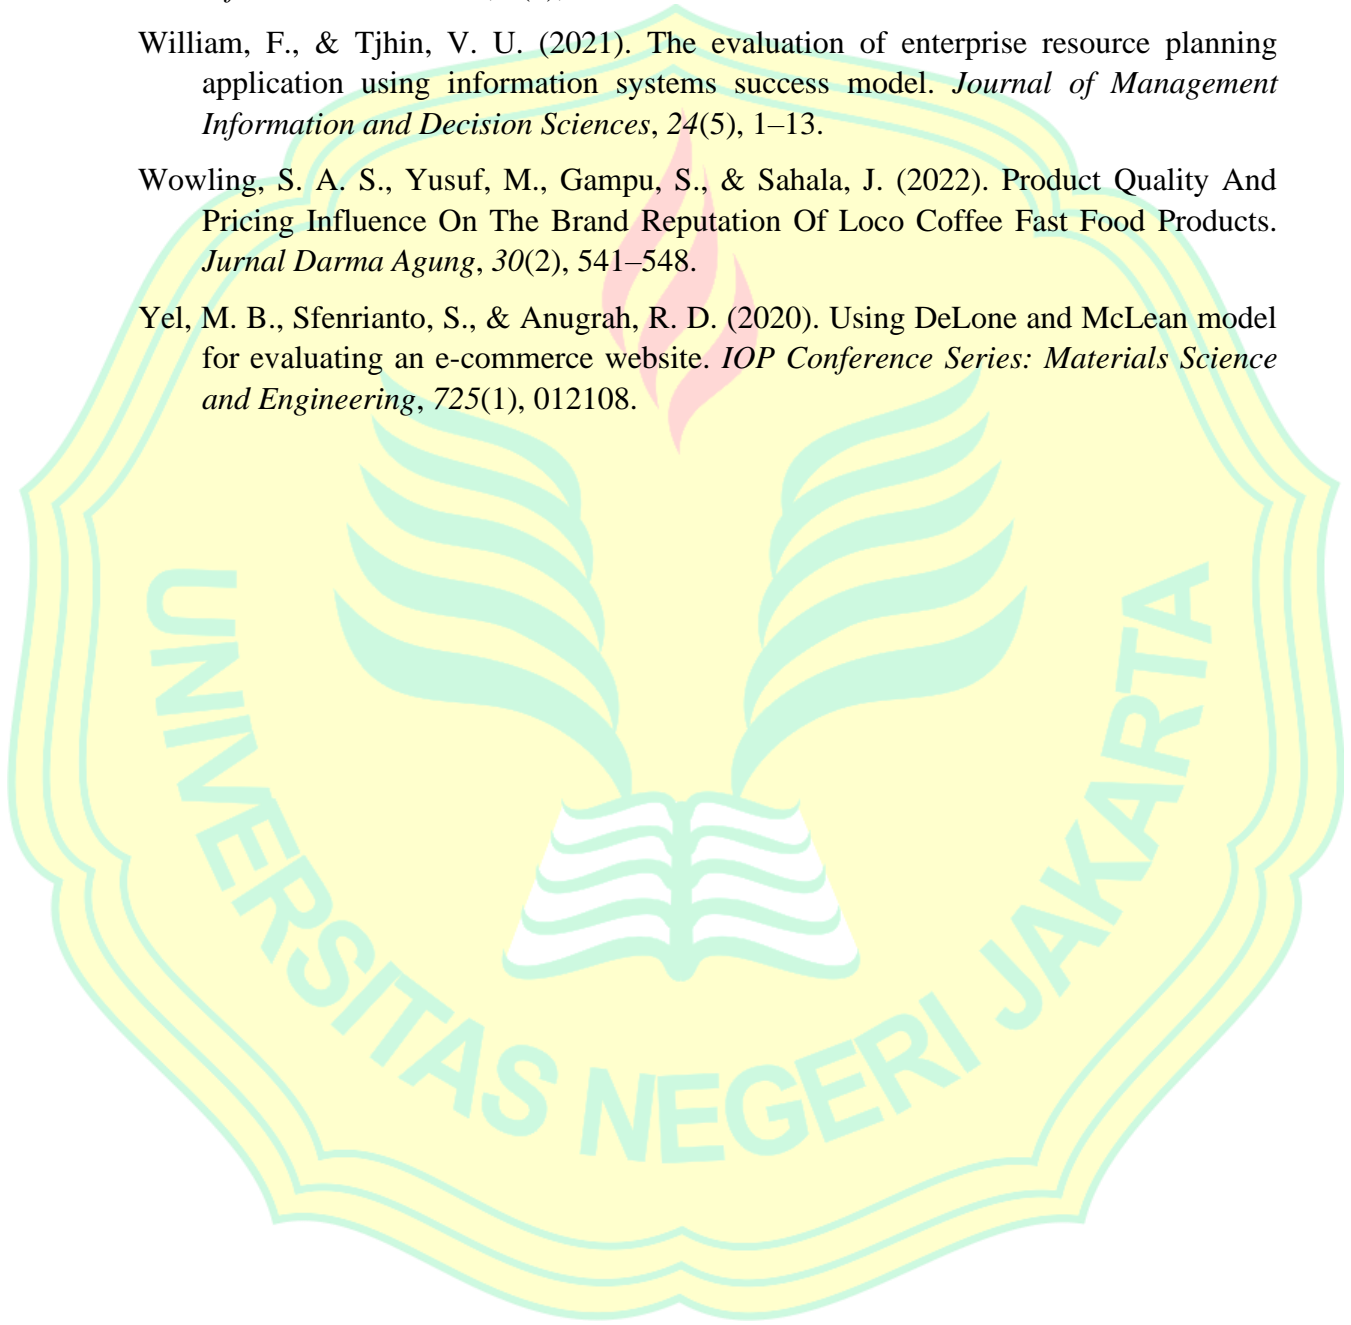 William, F., & Tjhin, V. U. (2021). The evaluation of enterprise resource planning
application using information systems success model. Journal of Management
Information and Decision Sciences, 24(5), 1–13.
Wowling, S. A. S., Yusuf, M., Gampu, S., & Sahala, J. (2022). Product Quality And
Pricing Influence On The Brand Reputation Of Loco Coffee Fast Food Products.
Jurnal Darma Agung, 30(2), 541–548.
Yel, M. B., Sfenrianto, S., & Anugrah, R. D. (2020). Using DeLone and McLean model
for evaluating an e-commerce website. IOP Conference Series: Materials Science
and Engineering, 725(1), 012108.
UNIVERSITAS NEGERI JAKARTA